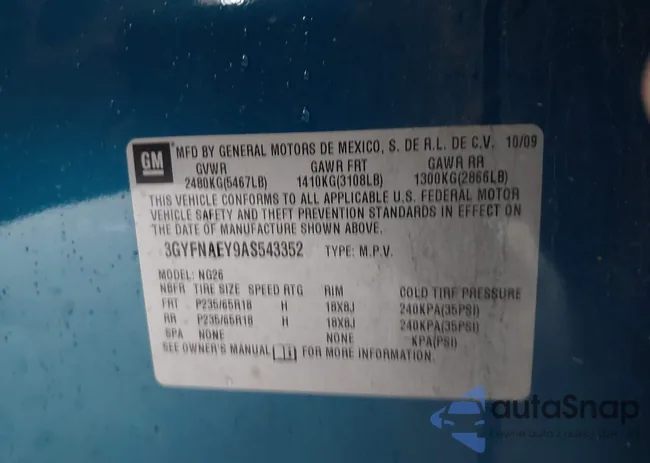 GM
MFD BY GENERAL MOTORS DE MEXICO, S. DE R.L. DE C.V. 10/09
GVWR GAWR FRT GAWR RR
2480KG(5467LB) 1410KG(3108LB) 1300KG(2866LB)
THIS VEHICLE CONFORMS TO ALL APPLICABLE U.S. FEDERAL MOTOR
VEHICLE SAFETY AND THEFT PREVENTION STANDARDS IN EFFECT ON
THE DATE OF MANUFACTURE SHOWN ABOVE.
3GYFNAEY9AS543352 TYPE: M.P.V.
MODEL: NG26
NBFR TIRE SIZE SPEED RTG RIM COLD TIRE PRESSURE
FRT P235/65R18 H 18X8J 240KPA(35PSI)
RR P235/65R18 H 18X8J 240KPA(35PSI)
SPA NONE NONE KPA(PSI)
SEE OWNER'S MANUAL FOR MORE INFORMATION.
autaSnap